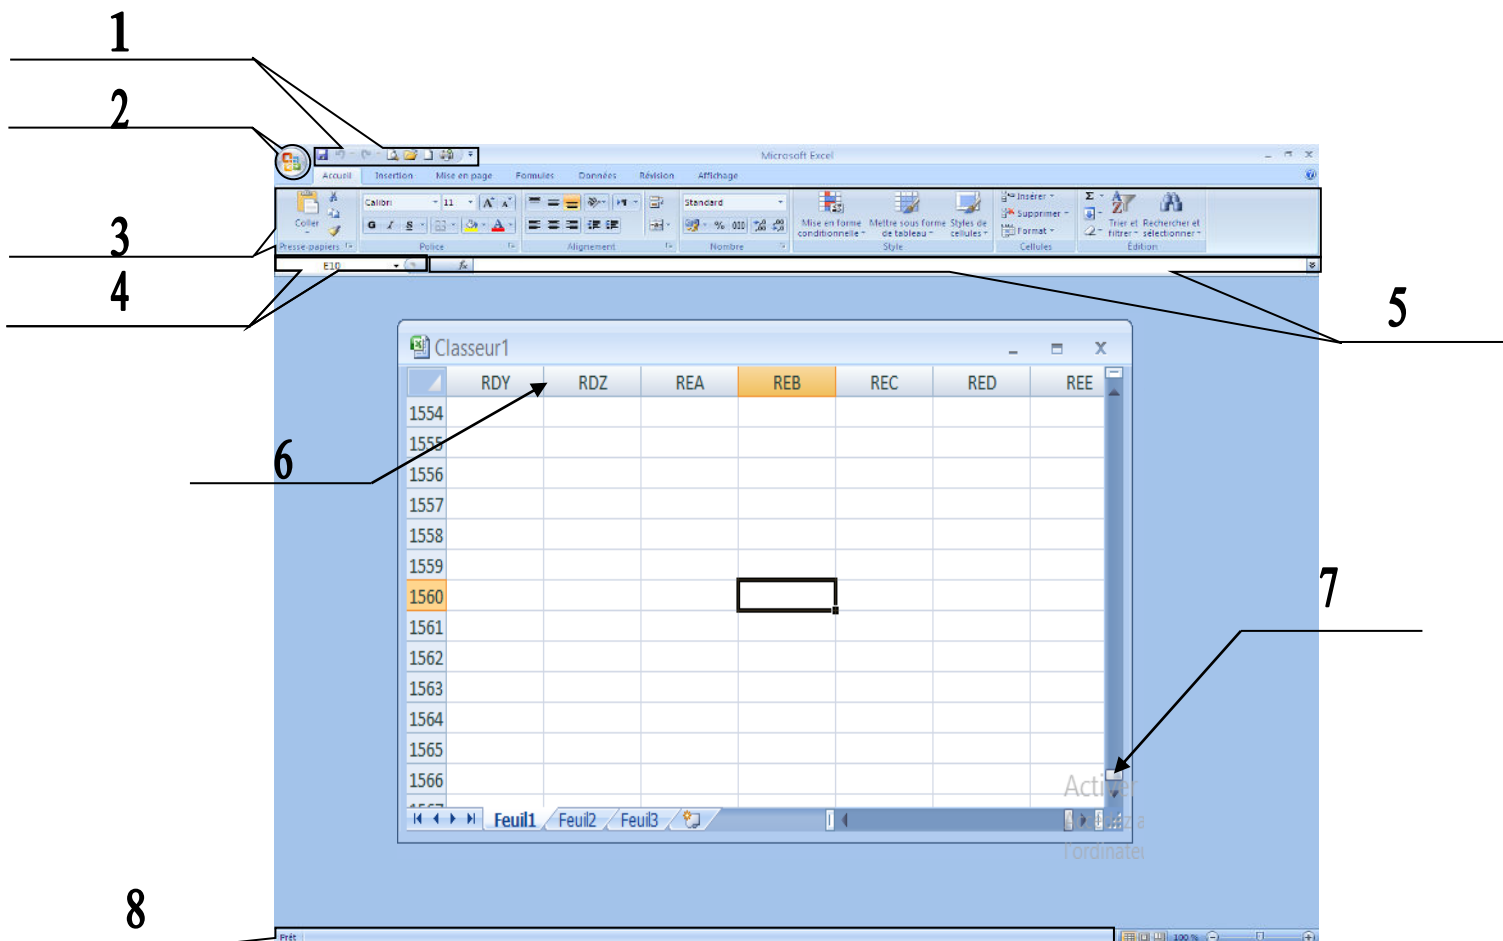 1
2
Microsoft Excel
Accueil Insertion Mise en page Formules Données Révision Affichage
3
Coller
Calibri 11
G I S
Standard
% 000
Mise en forme conditionnelle
Mettre sous forme de tableau
Styles de cellules
Insérer
Supprimer
Format
Σ
Trier et filtrer
Rechercher et sélectionner
Presse-papiers Police Alignement Nombre Style Cellules Édition
4
E10 fx
5
Classeur1
RDY RDZ REA REB REC RED REE
1554
1555
6
1556
1557
1558
1559
1560
7
1561
1562
1563
1564
1565
1566
Activer
Feuil1 Feuil2 Feuil3
l'ordinateu
8
Prêt 100 %